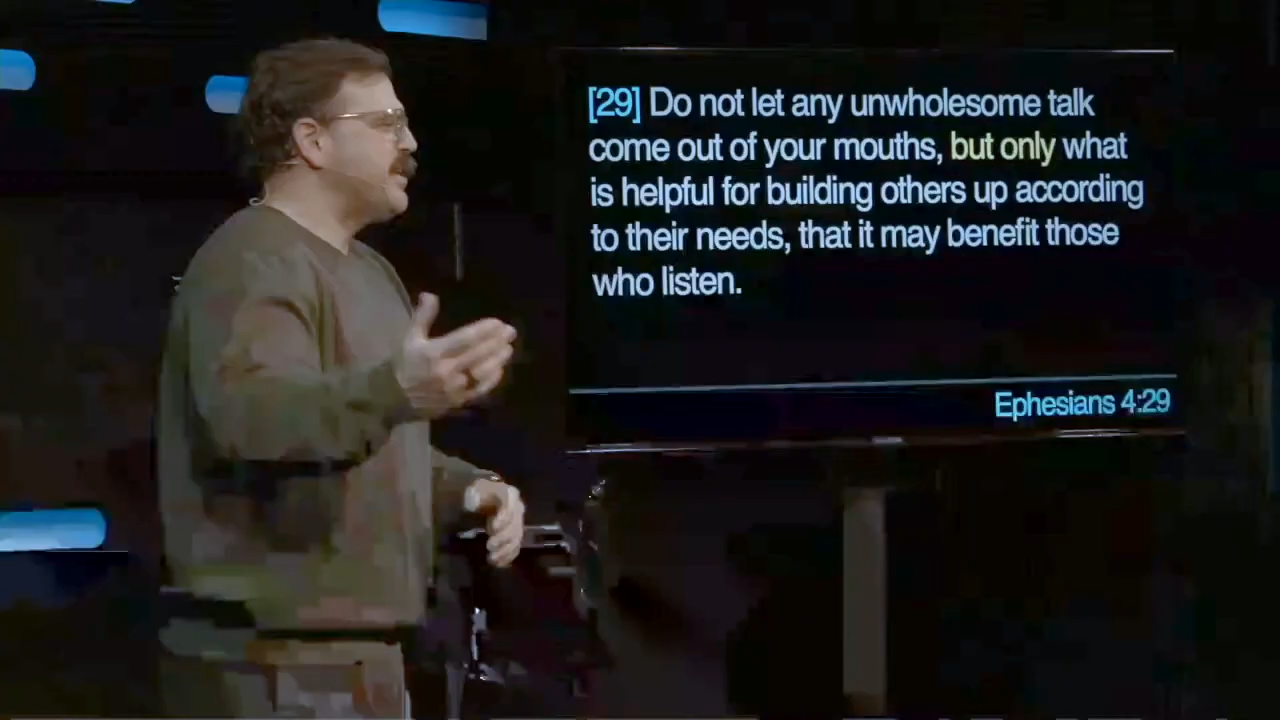 [29] Do not let any unwholesome talk
come out of your mouths, but only what
is helpful for building others up according
to their needs, that it may benefit those
who listen.
Ephesians 4:29